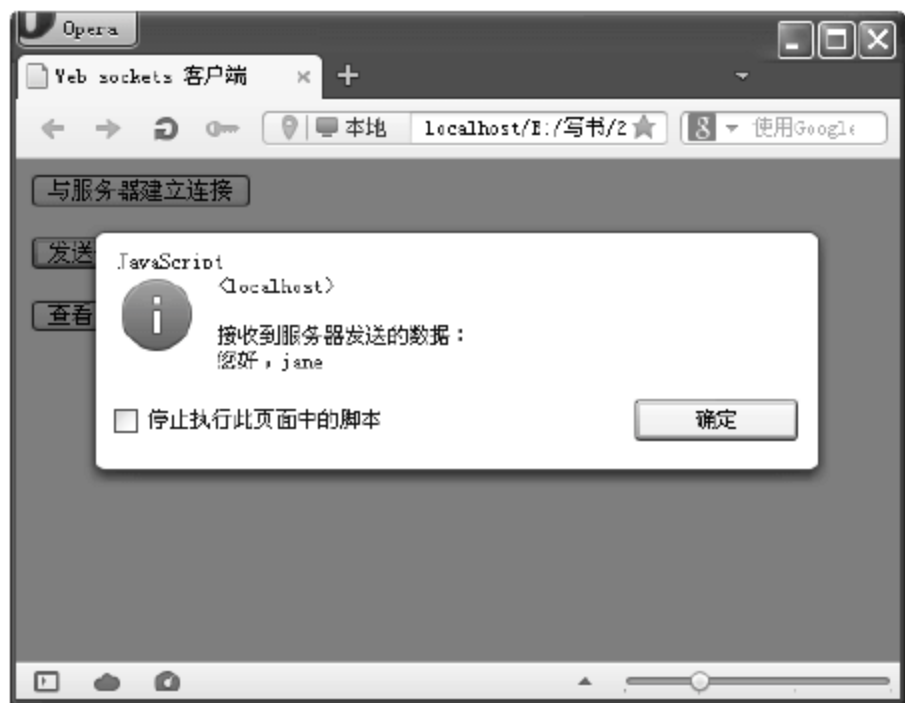 Opera
Web sockets 客户端
本地 localhost/E:/写书/2
使用Google
与服务器建立连接
发送
查看
JavaScript
<localhost>
接收到服务器发送的数据：
您好，jane
停止执行此页面中的脚本
确定